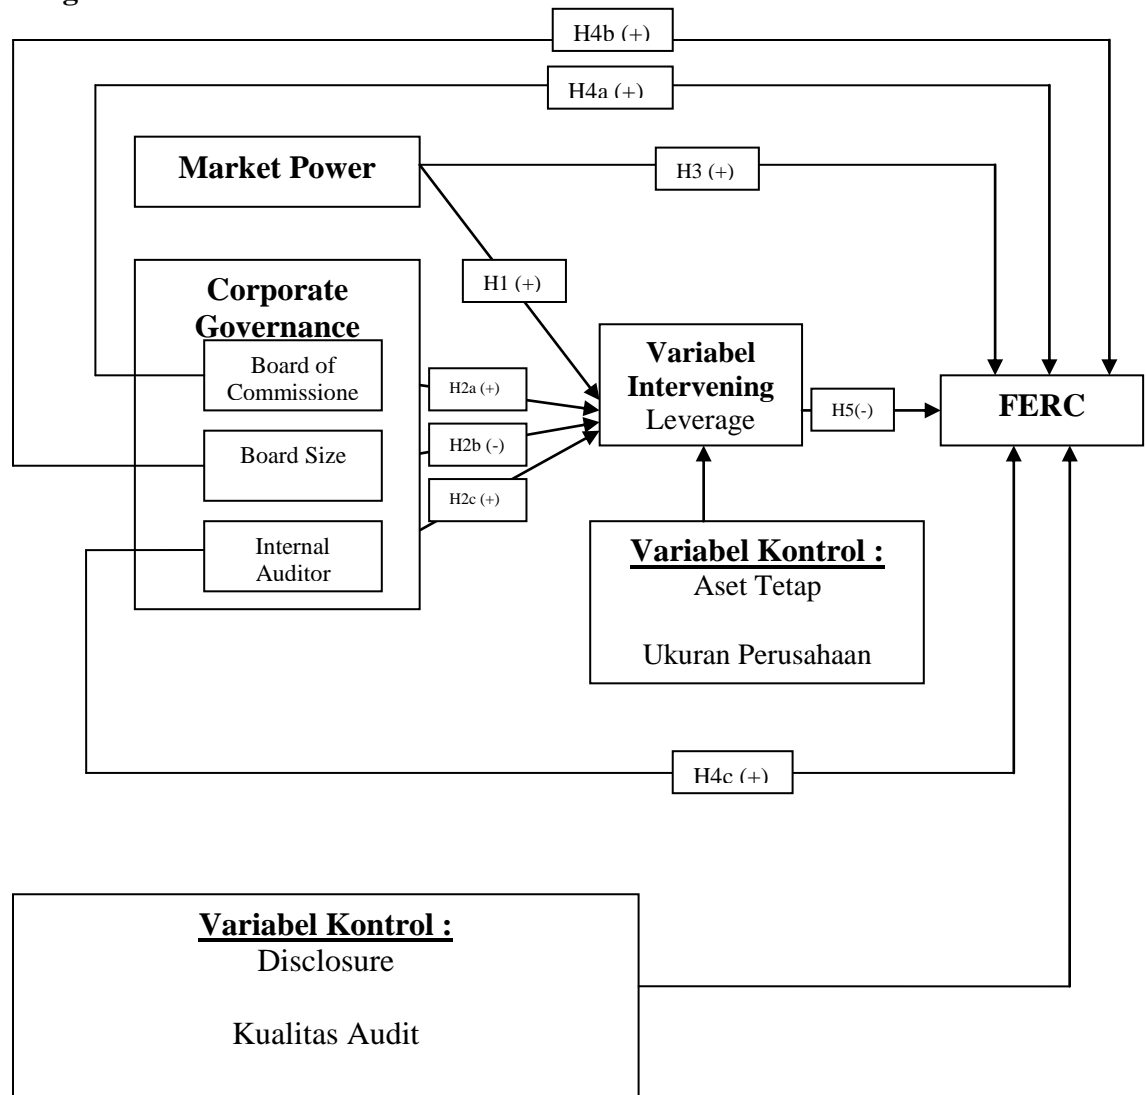 H4b (+)
H4a (+)
Market Power
H3 (+)
H1 (+)
Corporate
Governance
Board of
Commissione
H2a (+)
Variabel
Intervening
Leverage
H5(-)
FERC
Board Size
H2b (-)
H2c (+)
Internal
Auditor
Variabel Kontrol :
Aset Tetap
Ukuran Perusahaan
H4c (+)
Variabel Kontrol :
Disclosure
Kualitas Audit